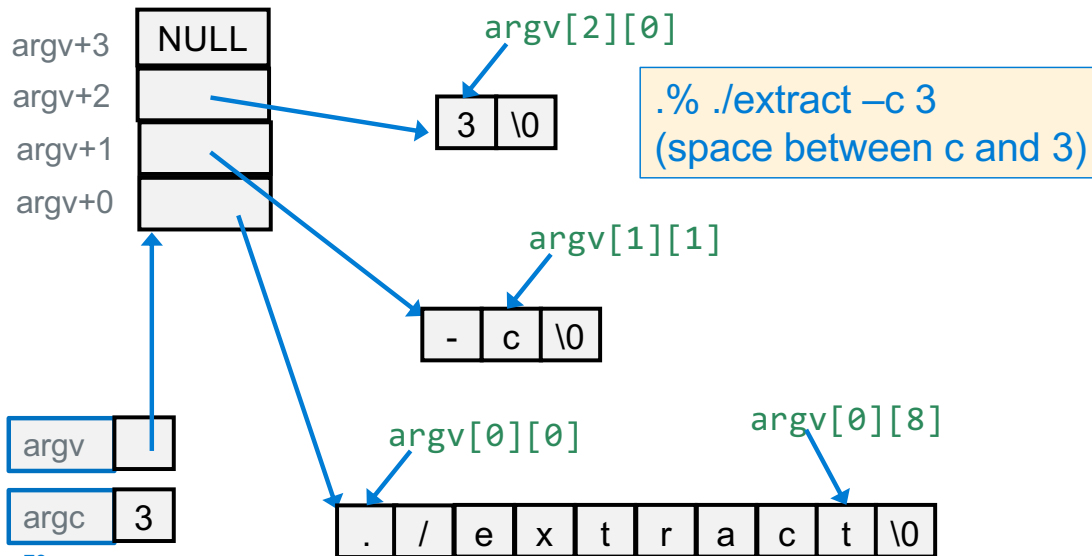 argv+3 NULL
argv+2
argv+1
argv+0
argv[2][0]
3 \0
.% ./extract –c 3
(space between c and 3)
argv[1][1]
- c \0
argv
argc 3
argv[0][0]
argv[0][8]
. / e x t r a c t \0